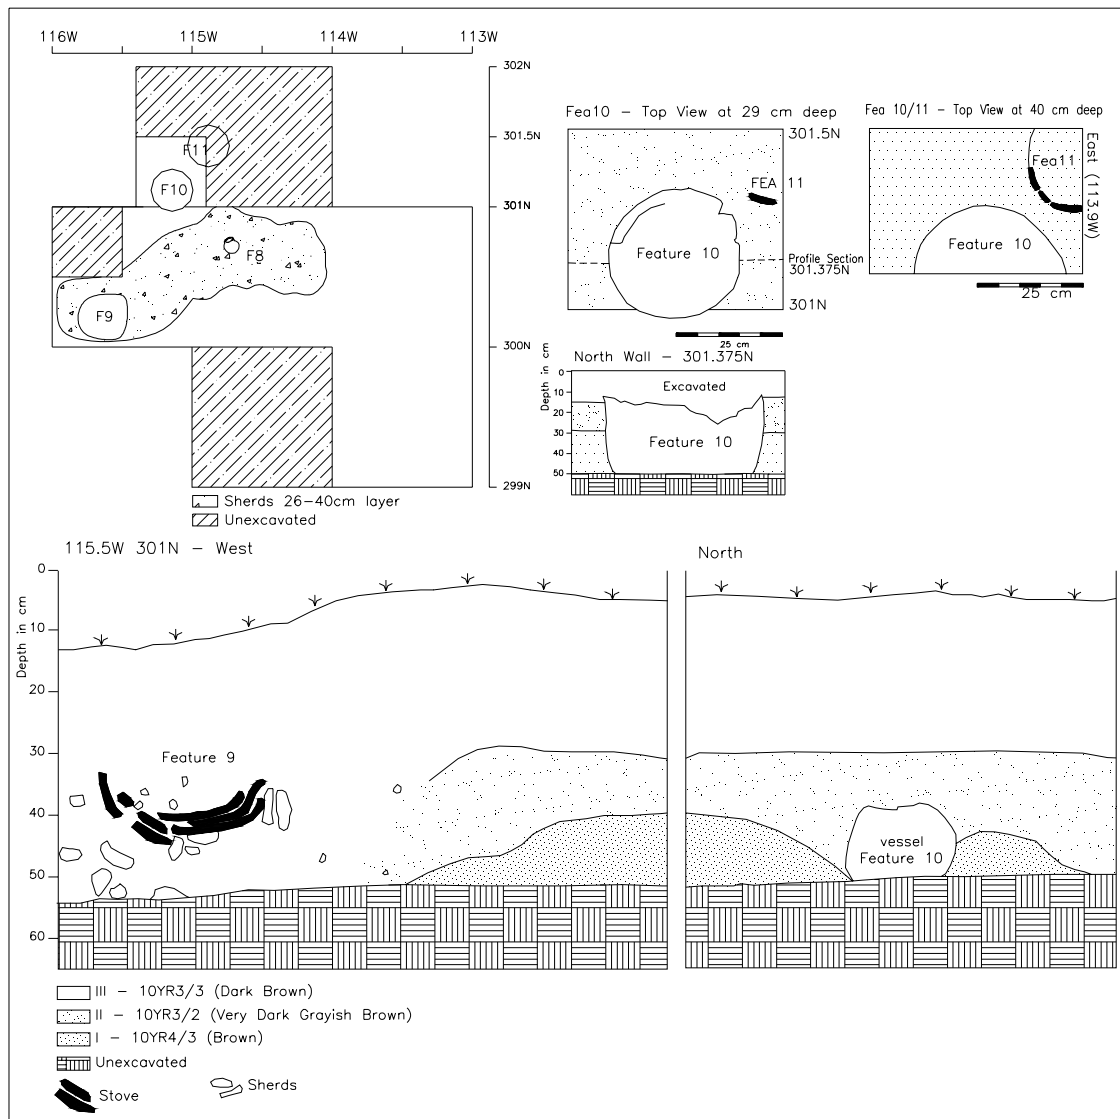 116W 115W 114W 113W
302N
301.5N
301N
300N
299N
F11
F10
F8
F9
Sherds 26-40cm layer
Unexcavated
Fea10 - Top View at 29 cm deep
301.5N
FEA 11
Feature 10
Profile Section
301.375N
301N
25 cm
Fea 10/11 - Top View at 40 cm deep
Fea11
East (113.9W)
Feature 10
25 cm
North Wall - 301.375N
Depth in cm
0
10
20
30
40
50
Excavated
Feature 10
115.5W 301N - West
North
Depth in cm
0
10
20
30
40
50
60
Feature 9
vessel
Feature 10
III - 10YR3/3 (Dark Brown)
II - 10YR3/2 (Very Dark Grayish Brown)
I - 10YR4/3 (Brown)
Unexcavated
Stove
Sherds